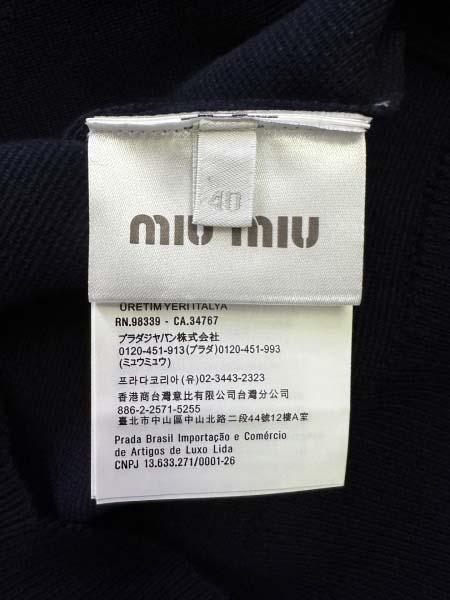 40
miu miu
ÜRETİM YERİ ITALYA
RN.98339 - CA.34767
プラダジャパン株式会社
0120-451-913(プラダ)0120-451-993
(ミュウミュウ)
프라다코리아 (유)02-3443-2323
香港商台灣意比有限公司台灣分公司
886-2-2571-5255
臺北市中山區中山北路二段44號12樓A室
Prada Brasil Importação e Comércio
de Artigos de Luxo Lida
CNPJ 13.633.271/0001-26